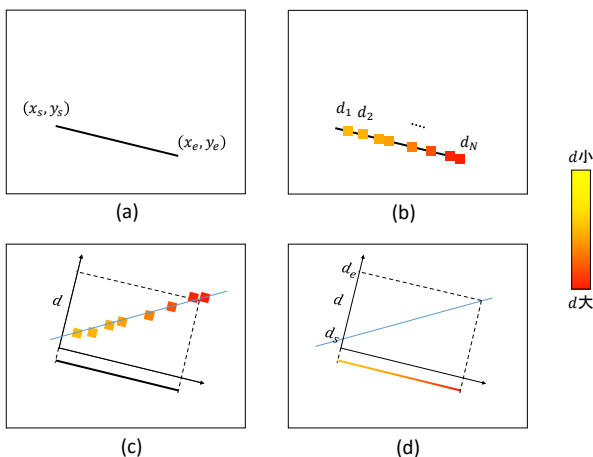 (x_s, y_s)
(x_e, y_e)
(a)
d_1 d_2
....
d_N
(b)
d小
d大
d
(c)
d_e
d
d_s
(d)